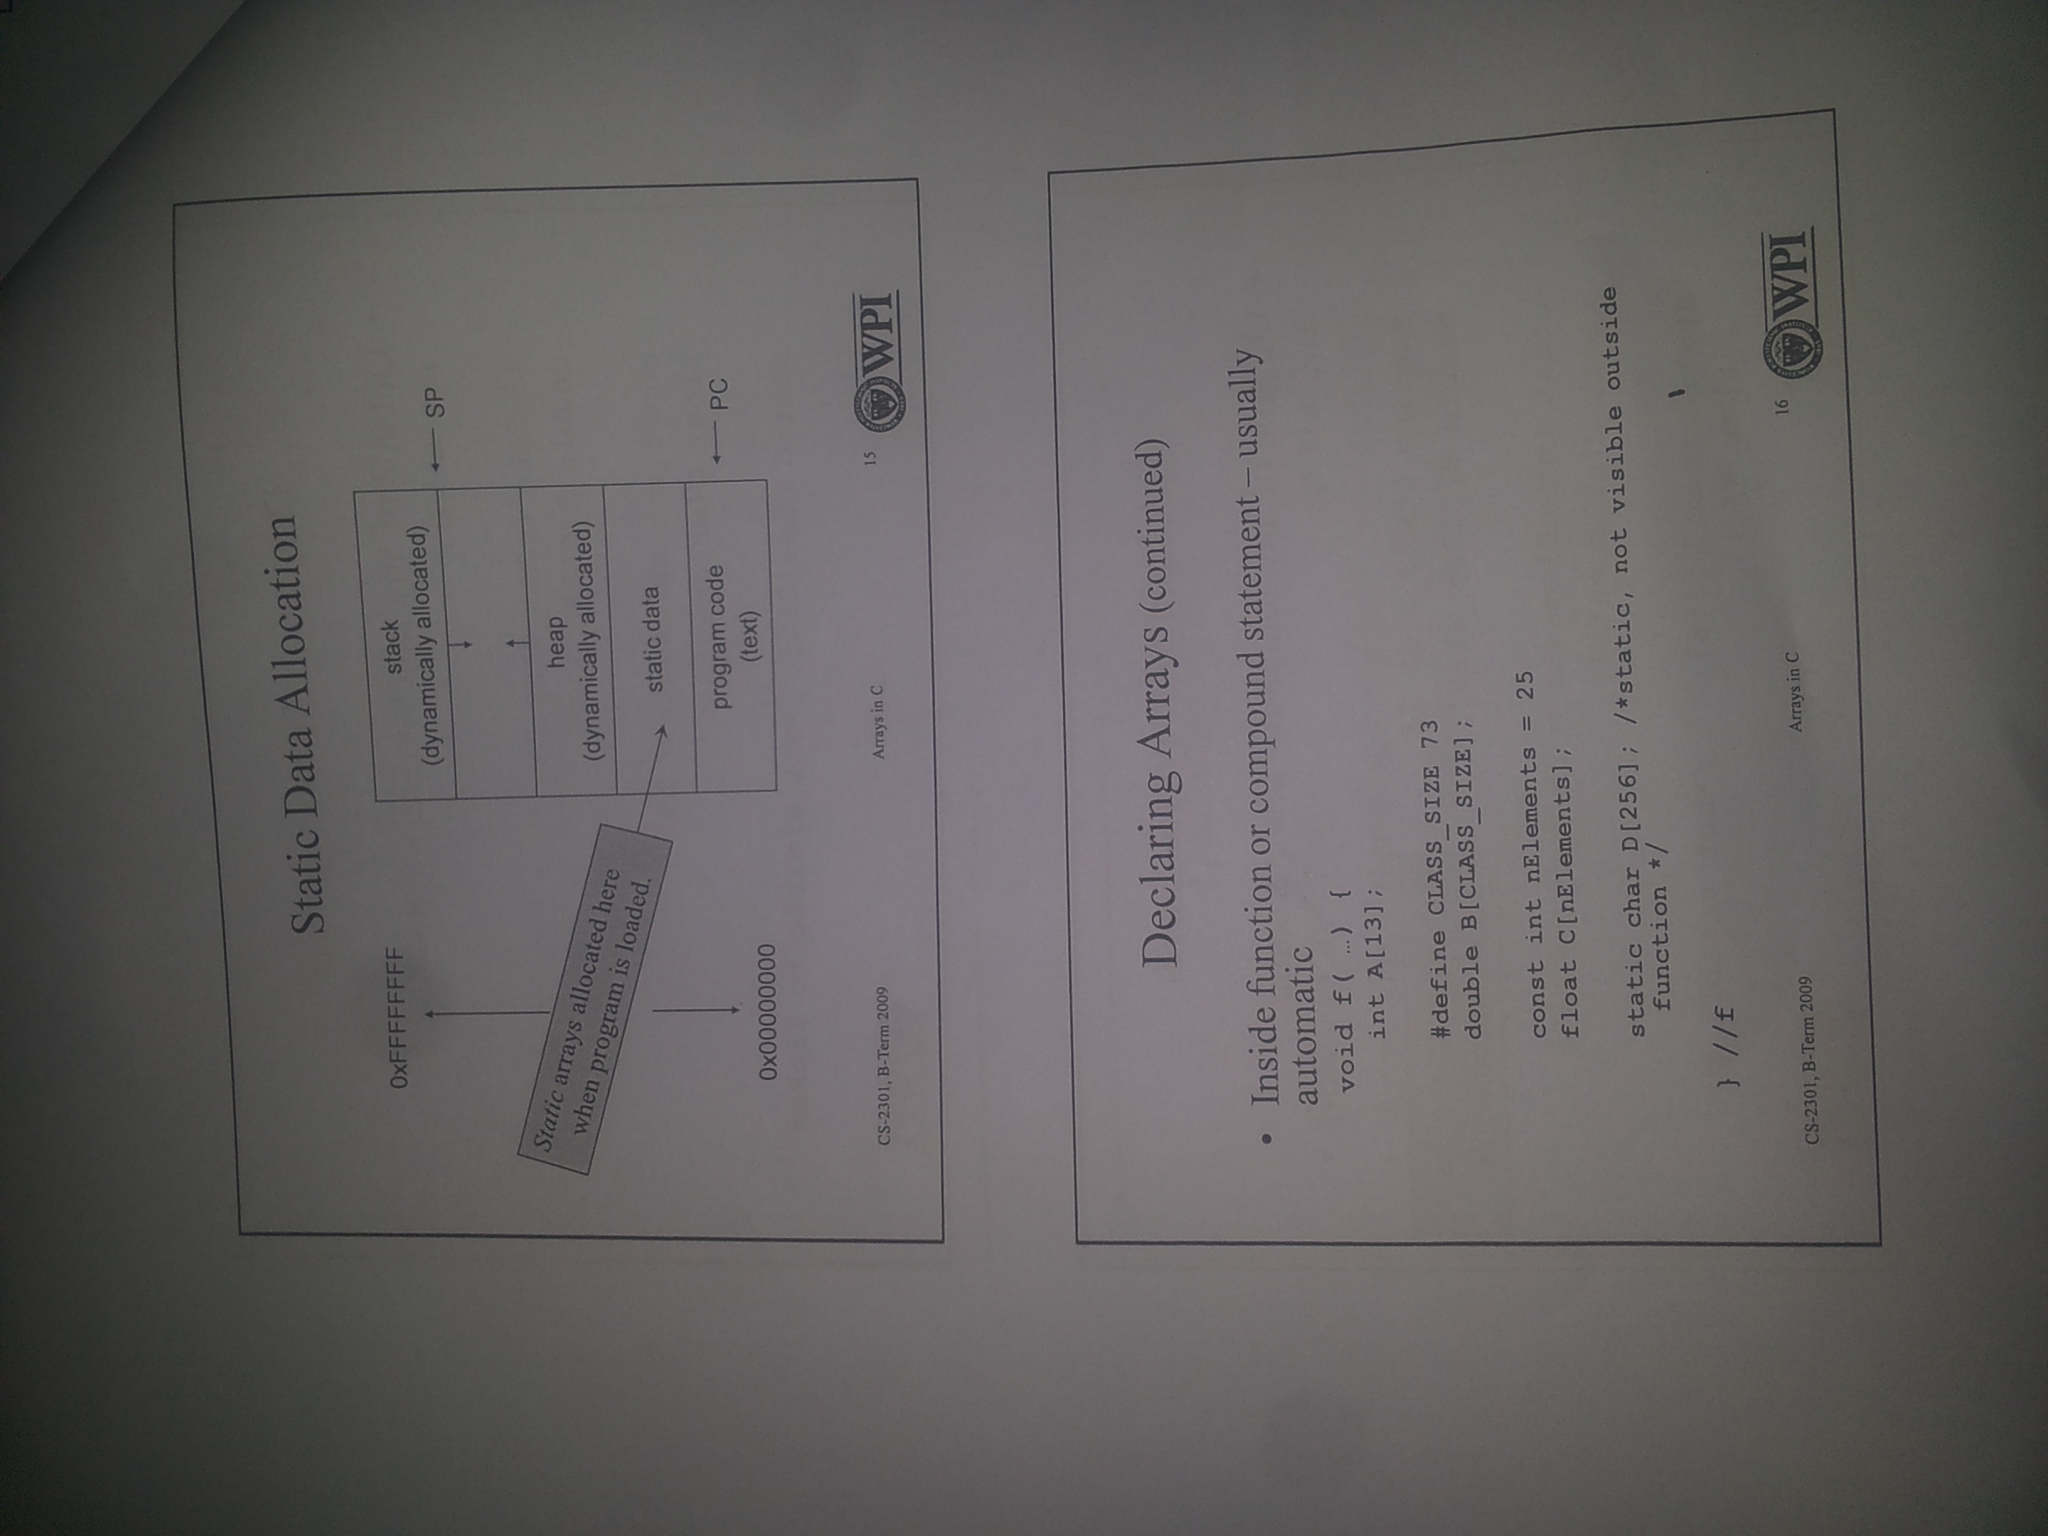 Static Data Allocation
0xFFFFFFFF
stack
(dynamically allocated)
SP
Static arrays allocated here
when program is loaded.
heap
(dynamically allocated)
static data
program code
(text)
PC
0x00000000
CS-2301, B-Term 2009
Arrays in C
15
WPI
Declaring Arrays (continued)
• Inside function or compound statement – usually
automatic
void f( …) {
int A[13];
#define CLASS_SIZE 73
double B[CLASS_SIZE];
const int nElements = 25
float C[nElements];
static char D[256]; /*static, not visible outside
function */
} //f
CS-2301, B-Term 2009
Arrays in C
16
WPI